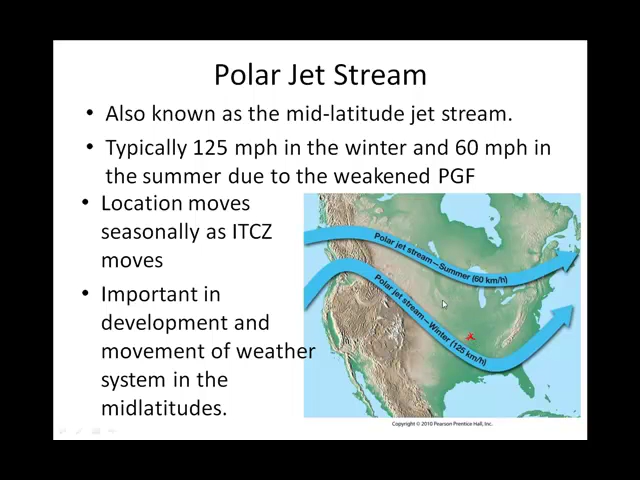 Polar Jet Stream
• Also known as the mid-latitude jet stream.
• Typically 125 mph in the winter and 60 mph in
the summer due to the weakened PGF
• Location moves
seasonally as ITCZ
moves
• Important in
development and
movement of weather
system in the
midlatitudes.
Polar jet stream—Summer (60 km/h)
Polar jet stream—Winter (125 km/h)
Copyright © 2010 Pearson Prentice Hall, Inc.